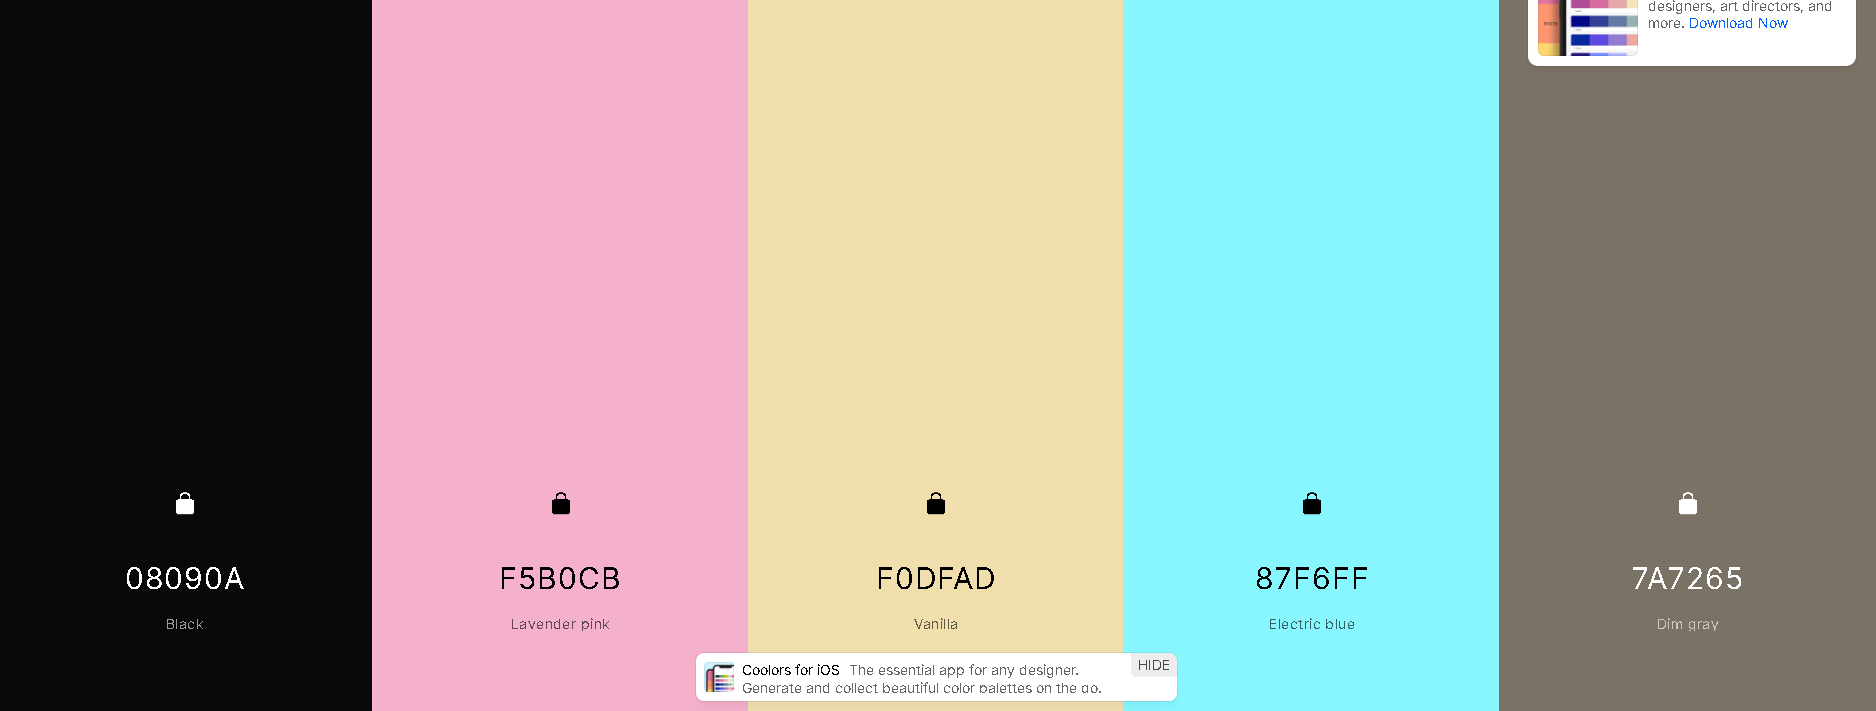 designers, art directors, and
more. Download Now
08090A
F5B0CB
F0DFAD
87F6FF
7A7265
Black
Lavender pink
Vanilla
Electric blue
Dim gray
Coolors for iOS The essential app for any designer.
Generate and collect beautiful color palettes on the go.
HIDE